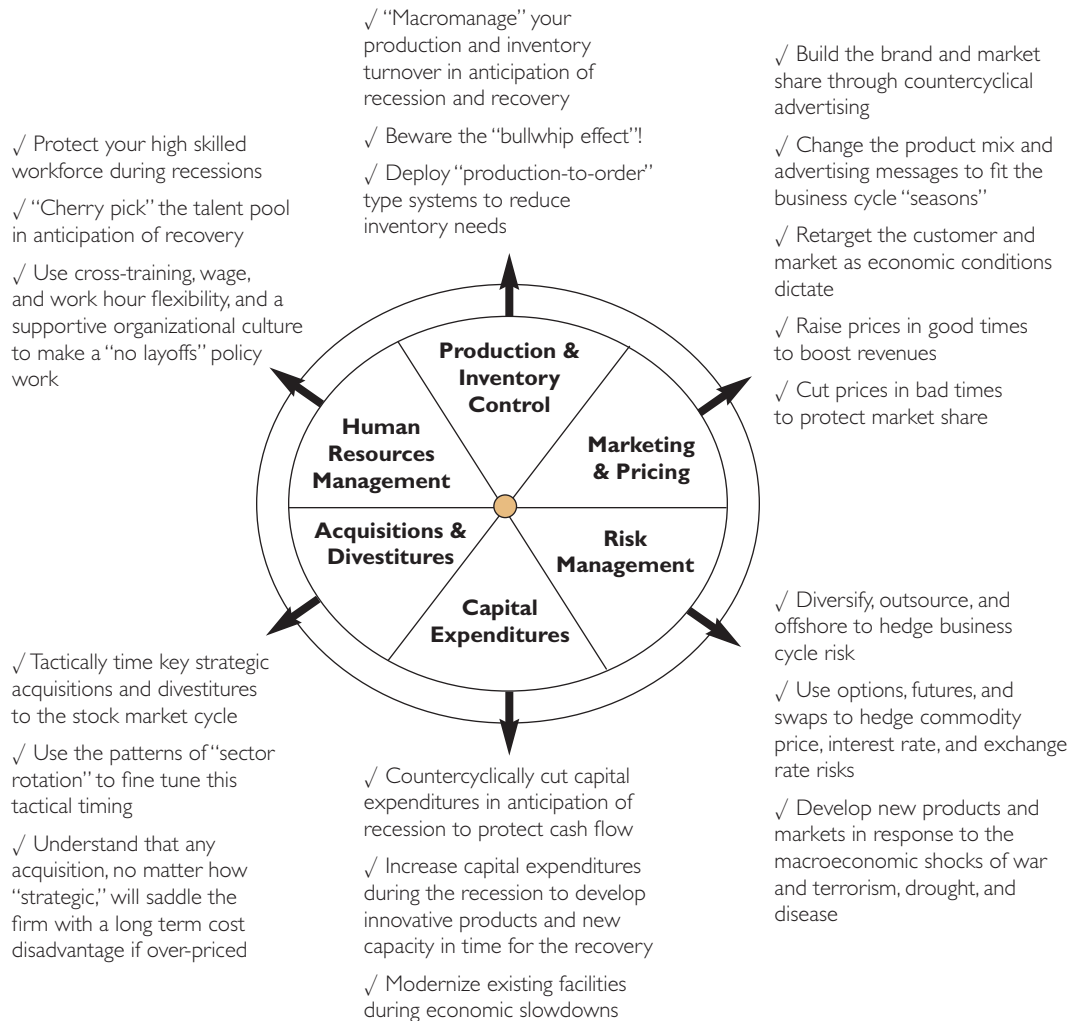 √ “Macromanage” your
production and inventory
turnover in anticipation of
recession and recovery
√ Beware the “bullwhip effect”!
√ Deploy “production-to-order”
type systems to reduce
inventory needs
√ Build the brand and market
share through countercyclical
advertising
√ Change the product mix and
advertising messages to fit the
business cycle “seasons”
√ Retarget the customer and
market as economic conditions
dictate
√ Raise prices in good times
to boost revenues
√ Cut prices in bad times
to protect market share
√ Protect your high skilled
workforce during recessions
√ “Cherry pick” the talent pool
in anticipation of recovery
√ Use cross-training, wage,
and work hour flexibility, and a
supportive organizational culture
to make a “no layoffs” policy
work
Production &
Inventory
Control
Human
Resources
Management
Marketing
& Pricing
Acquisitions &
Divestitures
Risk
Management
Capital
Expenditures
√ Tactically time key strategic
acquisitions and divestitures
to the stock market cycle
√ Use the patterns of “sector
rotation” to fine tune this
tactical timing
√ Understand that any
acquisition, no matter how
“strategic,” will saddle the
firm with a long term cost
disadvantage if over-priced
√ Countercyclically cut capital
expenditures in anticipation of
recession to protect cash flow
√ Increase capital expenditures
during the recession to develop
innovative products and new
capacity in time for the recovery
√ Modernize existing facilities
during economic slowdowns
√ Diversify, outsource, and
offshore to hedge business
cycle risk
√ Use options, futures, and
swaps to hedge commodity
price, interest rate, and exchange
rate risks
√ Develop new products and
markets in response to the
macroeconomic shocks of war
and terrorism, drought, and
disease